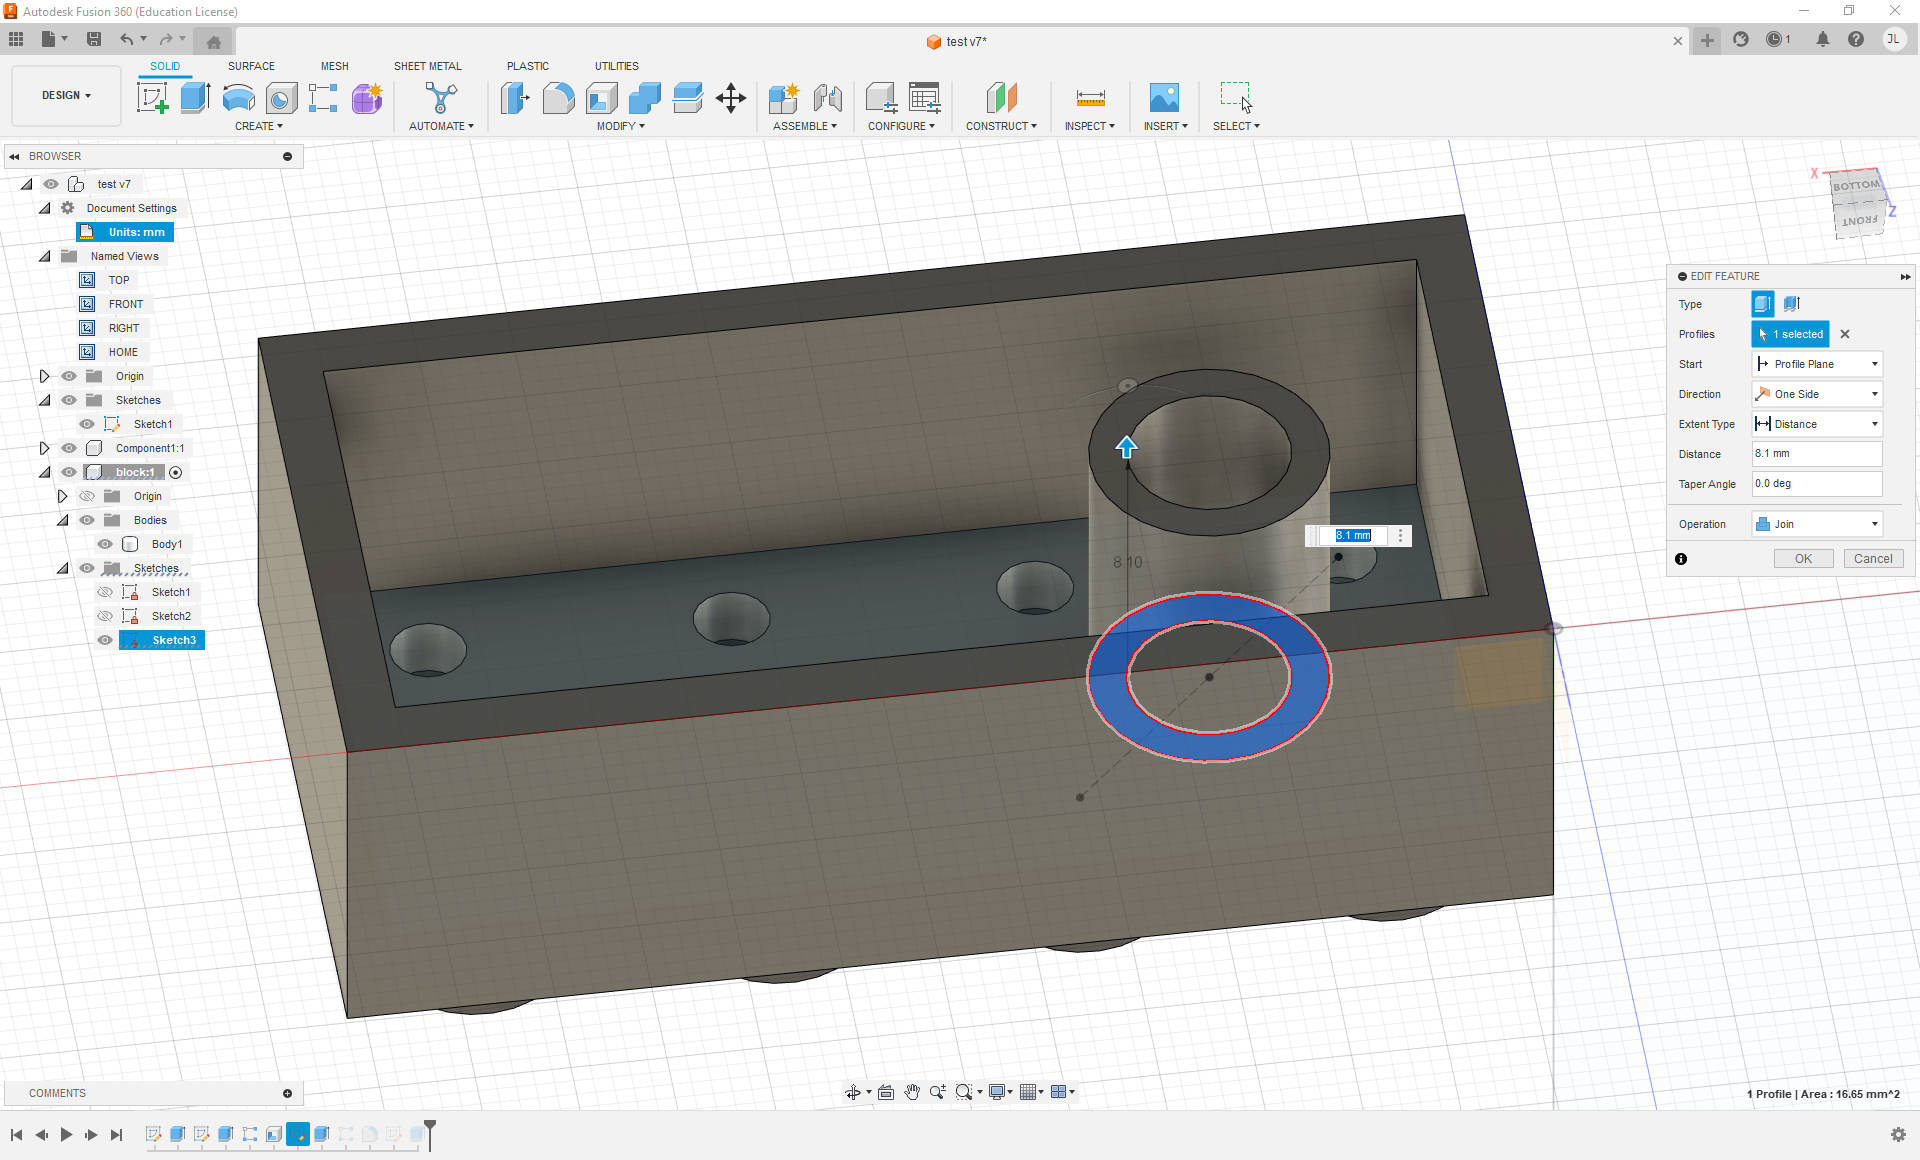 Autodesk Fusion 360 (Education License)
test v7*
1
JL
DESIGN
SOLID
SURFACE
MESH
SHEET METAL
PLASTIC
UTILITIES
CREATE
AUTOMATE
MODIFY
ASSEMBLE
CONFIGURE
CONSTRUCT
INSPECT
INSERT
SELECT
BROWSER
test v7
Document Settings
Units: mm
Named Views
TOP
FRONT
RIGHT
HOME
Origin
Sketches
Sketch1
Component1:1
block:1
Origin
Bodies
Body1
Sketches
Sketch1
Sketch2
Sketch3
X
BOTTOM
Z
FRONT
8.10
8.1 mm
EDIT FEATURE
Type
Profiles 1 selected
Start Profile Plane
Direction One Side
Extent Type Distance
Distance 8.1 mm
Taper Angle 0.0 deg
Operation Join
OK Cancel
COMMENTS
1 Profile | Area : 16.65 mm^2